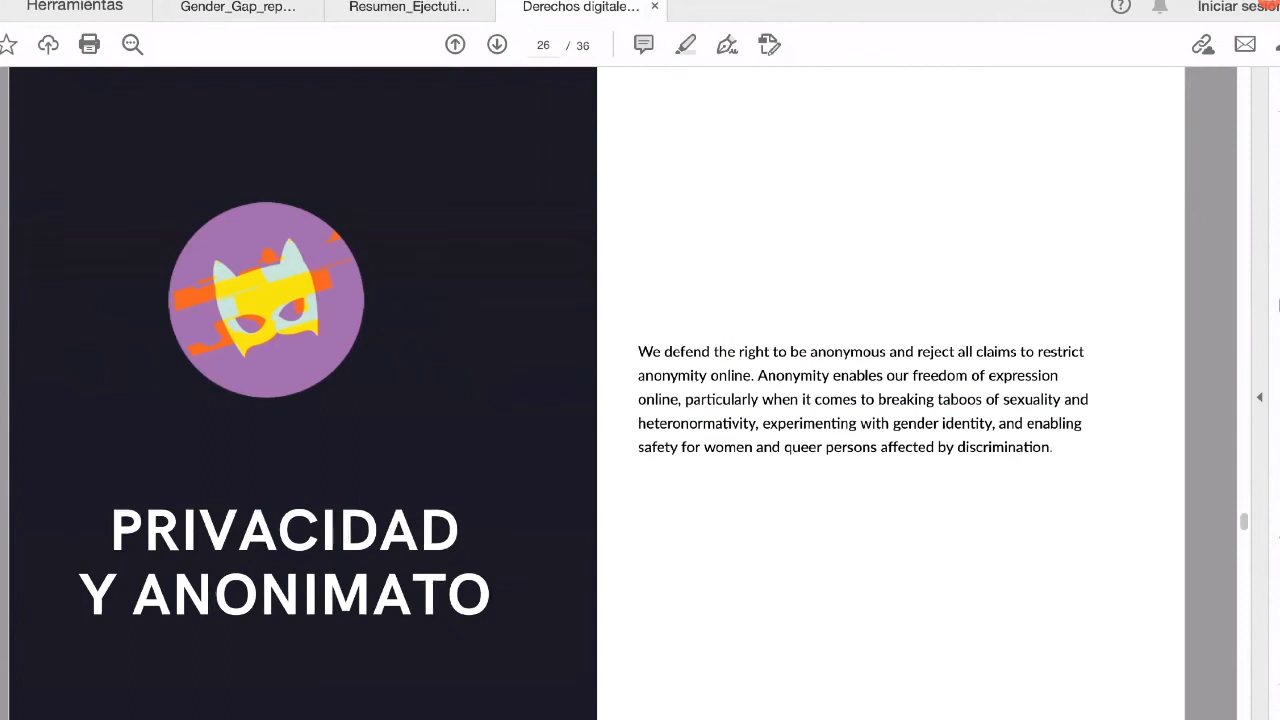 Herramientas
Gender_Gap_rep...
Resumen_Ejectuti...
Derechos digitale...
×
?
Iniciar sesión
26 / 36
PRIVACIDAD
Y ANONIMATO
We defend the right to be anonymous and reject all claims to restrict
anonymity online. Anonymity enables our freedom of expression
online, particularly when it comes to breaking taboos of sexuality and
heteronormativity, experimenting with gender identity, and enabling
safety for women and queer persons affected by discrimination.